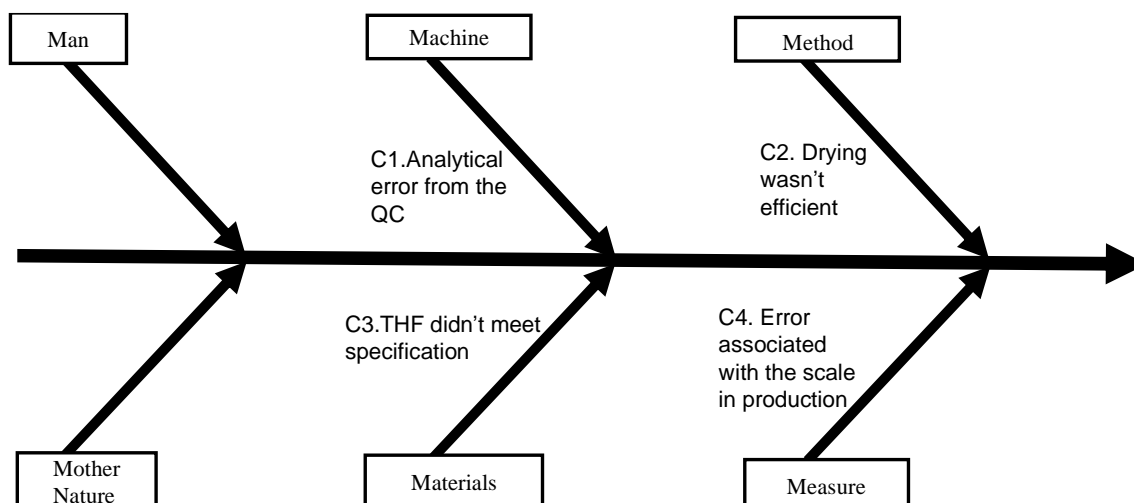 Man
Machine
Method
C1.Analytical
error from the
QC
C2. Drying
wasn’t
efficient
C3.THF didn’t meet
specification
C4. Error
associated
with the scale
in production
Mother
Nature
Materials
Measure